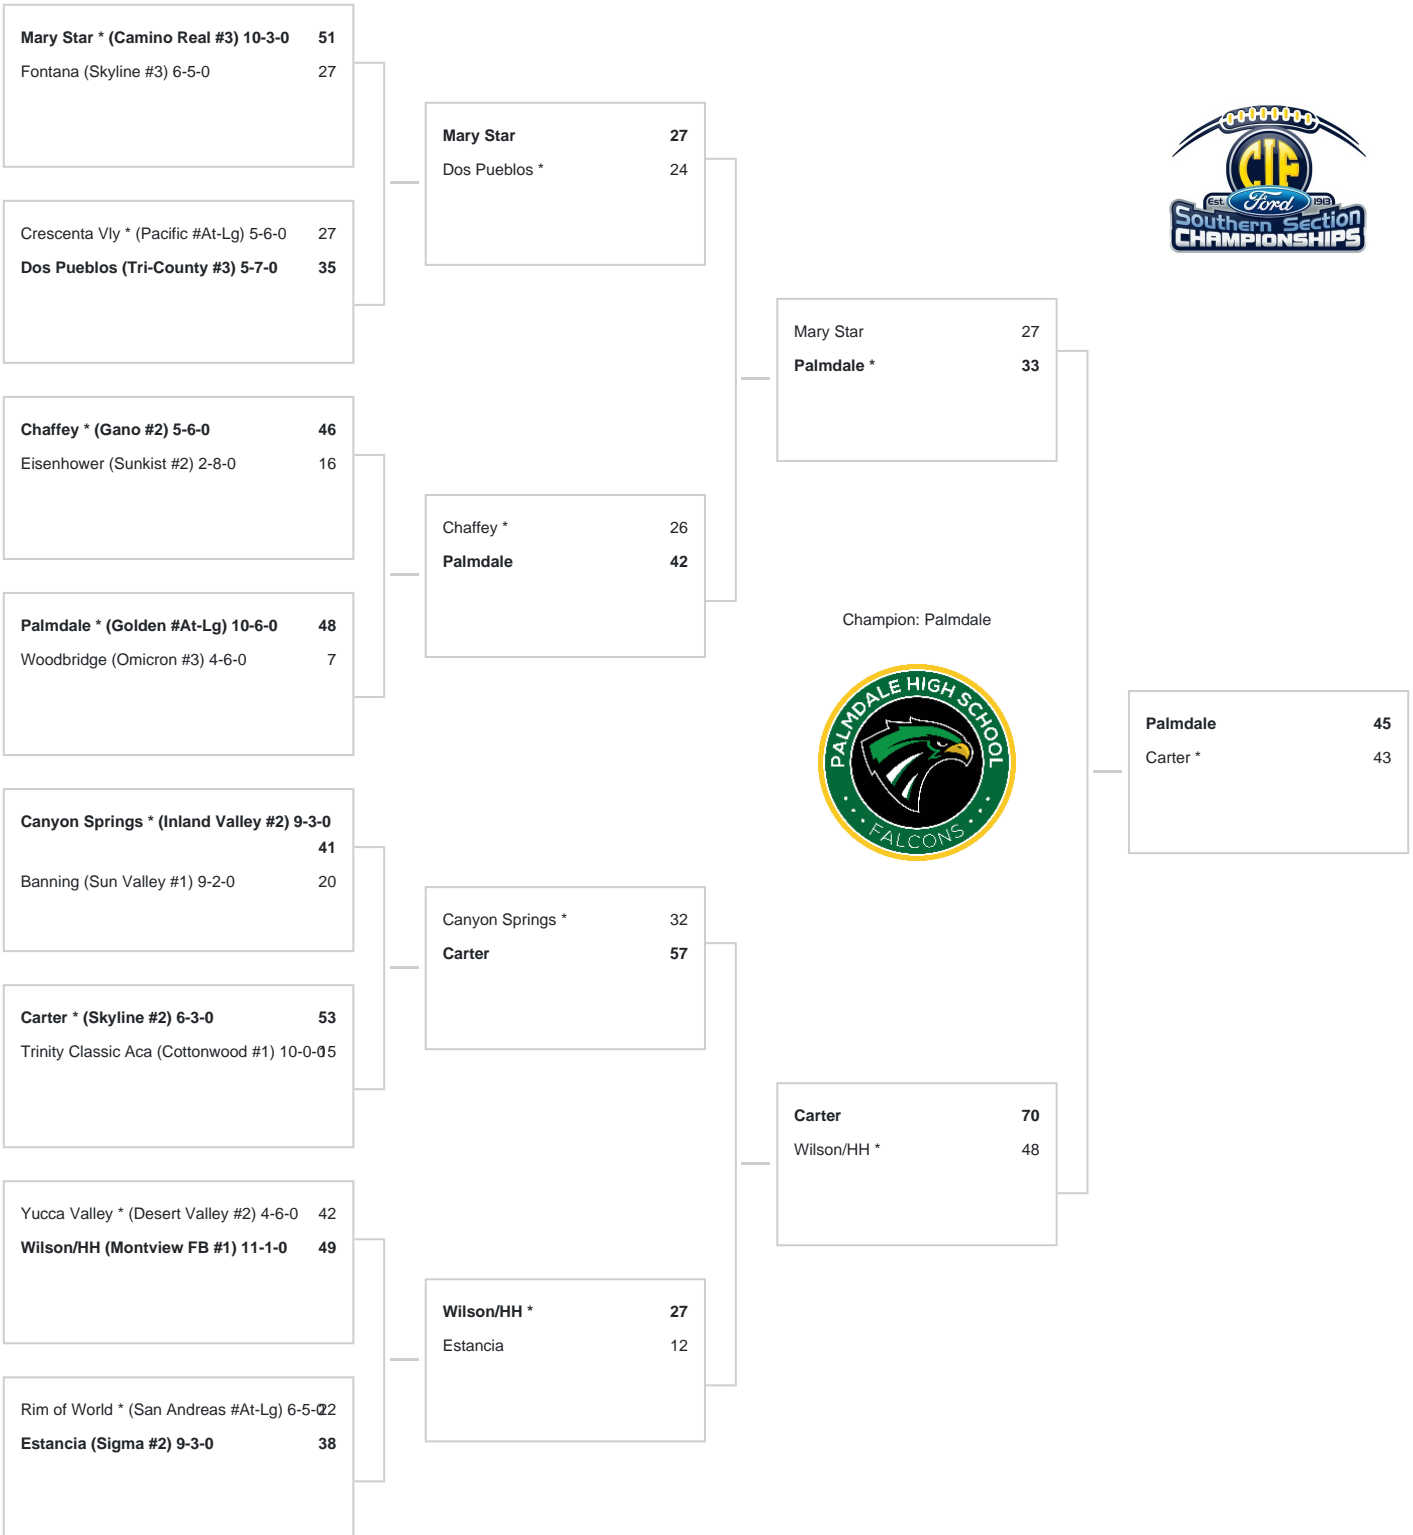 Mary Star * (Camino Real #3) 10-3-0 51
Fontana (Skyline #3) 6-5-0 27
Crescenta Vly * (Pacific #At-Lg) 5-6-0 27
Dos Pueblos (Tri-County #3) 5-7-0 35
Chaffey * (Gano #2) 5-6-0 46
Eisenhower (Sunkist #2) 2-8-0 16
Palmdale * (Golden #At-Lg) 10-6-0 48
Woodbridge (Omicron #3) 4-6-0 7
Canyon Springs * (Inland Valley #2) 9-3-0
41
Banning (Sun Valley #1) 9-2-0 20
Carter * (Skyline #2) 6-3-0 53
Trinity Classic Aca (Cottonwood #1) 10-0-0 15
Yucca Valley * (Desert Valley #2) 4-6-0 42
Wilson/HH (Montview FB #1) 11-1-0 49
Rim of World * (San Andreas #At-Lg) 6-5-0 22
Estancia (Sigma #2) 9-3-0 38
Mary Star 27
Dos Pueblos * 24
Chaffey * 26
Palmdale 42
Canyon Springs * 32
Carter 57
Wilson/HH * 27
Estancia 12
Mary Star 27
Palmdale * 33
Carter 70
Wilson/HH * 48
Champion: Palmdale
PALMDALE HIGH SCHOOL
FALCONS
Palmdale 45
Carter * 43
CIF
Est. Ford 1913
Southern Section
CHAMPIONSHIPS